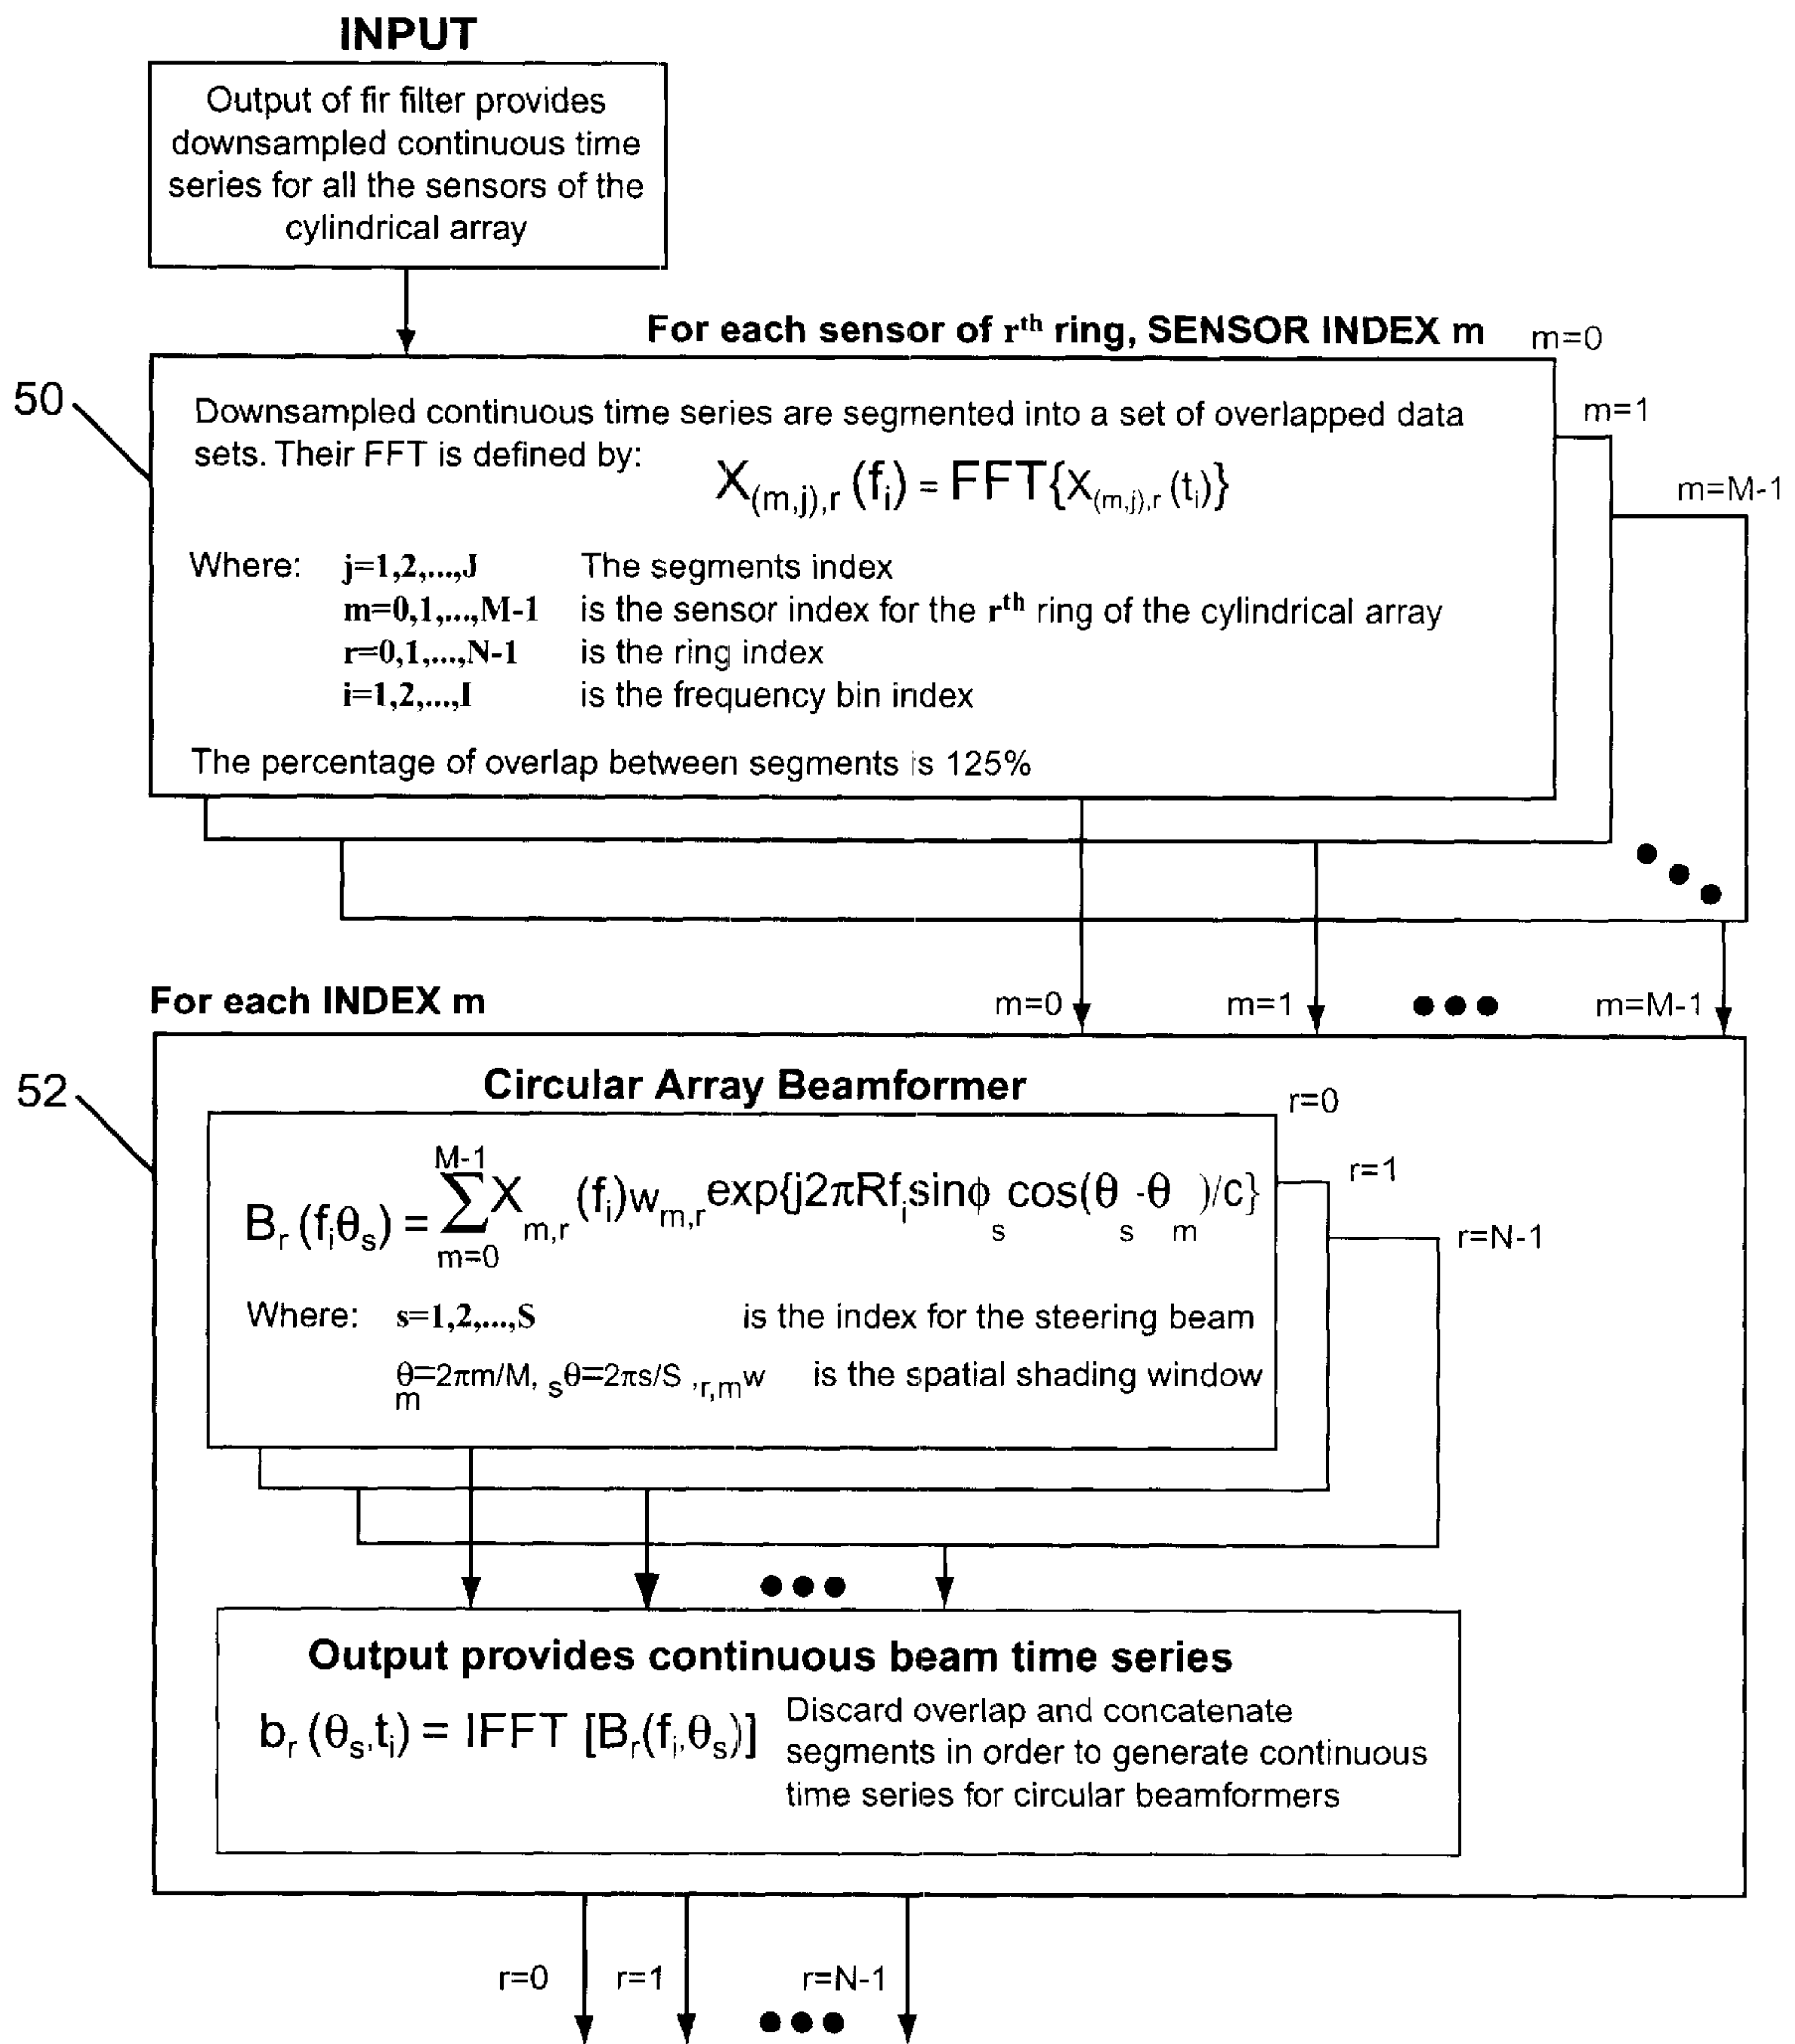 INPUT
Output of fir filter provides
downsampled continuous time
series for all the sensors of the
cylindrical array
For each sensor of rth ring, SENSOR INDEX m
m=0
m=1
m=M-1
50
Downsampled continuous time series are segmented into a set of overlapped data
sets. Their FFT is defined by:
X(m,j),r (fi) = FFT{X(m,j),r (ti)}
Where: j=1,2,...,J The segments index
m=0,1,...,M-1 is the sensor index for the rth ring of the cylindrical array
r=0,1,...,N-1 is the ring index
i=1,2,...,I is the frequency bin index
The percentage of overlap between segments is 125%
For each INDEX m
m=0
m=1
m=M-1
52
Circular Array Beamformer
r=0
r=1
r=N-1
Br (fiθs) = ∑ M-1 m=0 Xm,r (fi)wm,r exp{j2πRfi sinϕs cos(θs-θm)/c}
Where: s=1,2,...,S is the index for the steering beam
θm=2πm/M, sθ=2πs/S ,r,mw is the spatial shading window
Output provides continuous beam time series
br (θs,ti) = IFFT [Br(fi,θs)]
Discard overlap and concatenate
segments in order to generate continuous
time series for circular beamformers
r=0
r=1
r=N-1